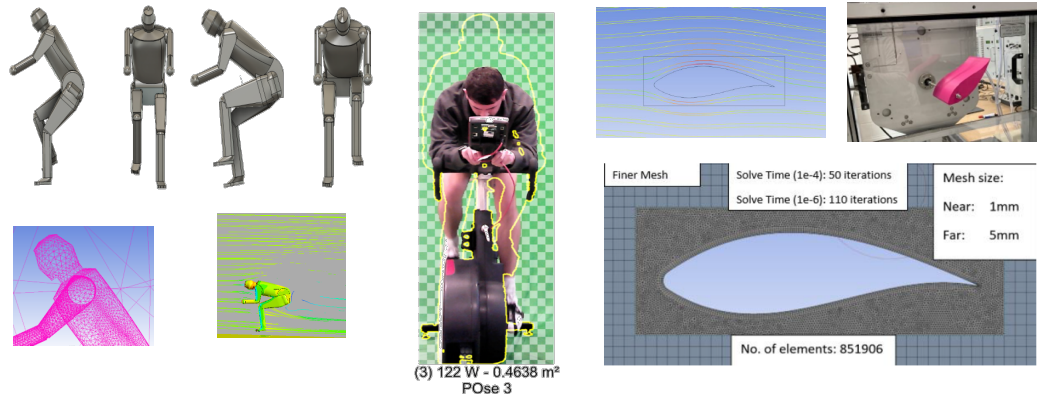 (3) 122 W - 0.4638 m²
POse 3
Finer Mesh
Solve Time (1e-4): 50 iterations
Solve Time (1e-6): 110 iterations
Mesh size:
Near: 1mm
Far: 5mm
No. of elements: 851906